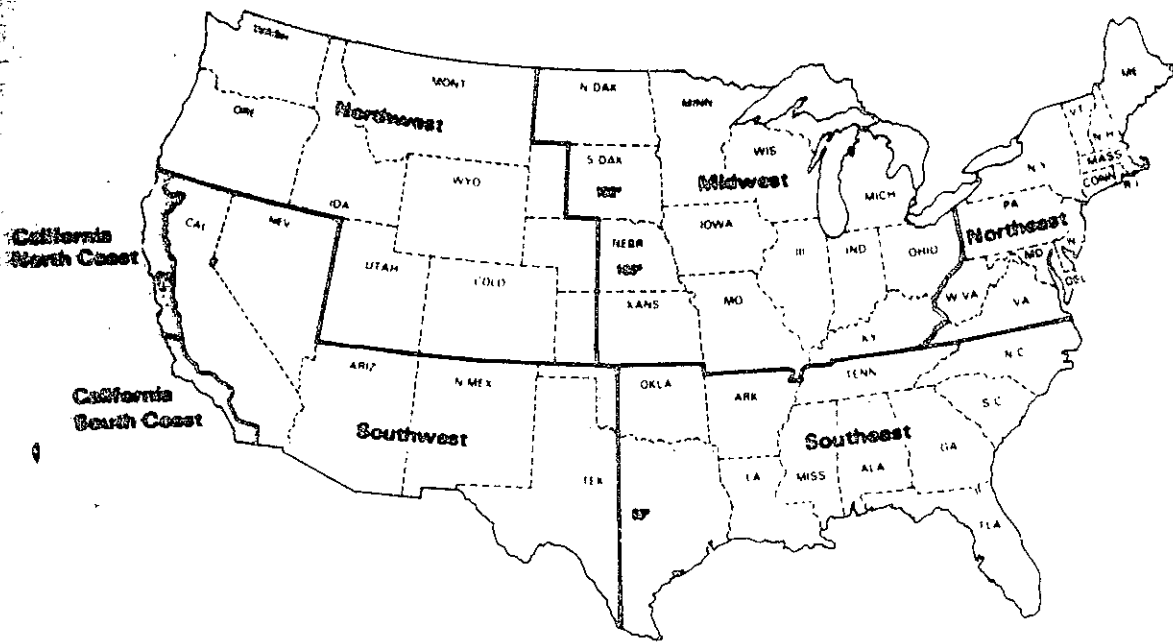 WASH
MONT
N DAK
MINN
ME
ORE
Northwest
VT
N H
S DAK
WIS
MASS
N Y
CONN
R I
WYO
Midwest
MICH
PA
IDA
CAL
NEV
IOWA
Northeast
California
North Coast
NEBR
UTAH
COLO
ILL
IND
OHIO
MD
DEL
KANS
MO
W VA
VA
KY
ARIZ
N MEX
OKLA
TENN
N C
ARK
California
South Coast
S C
Southwest
Southeast
GA
TEX
LA
MISS
ALA
FLA